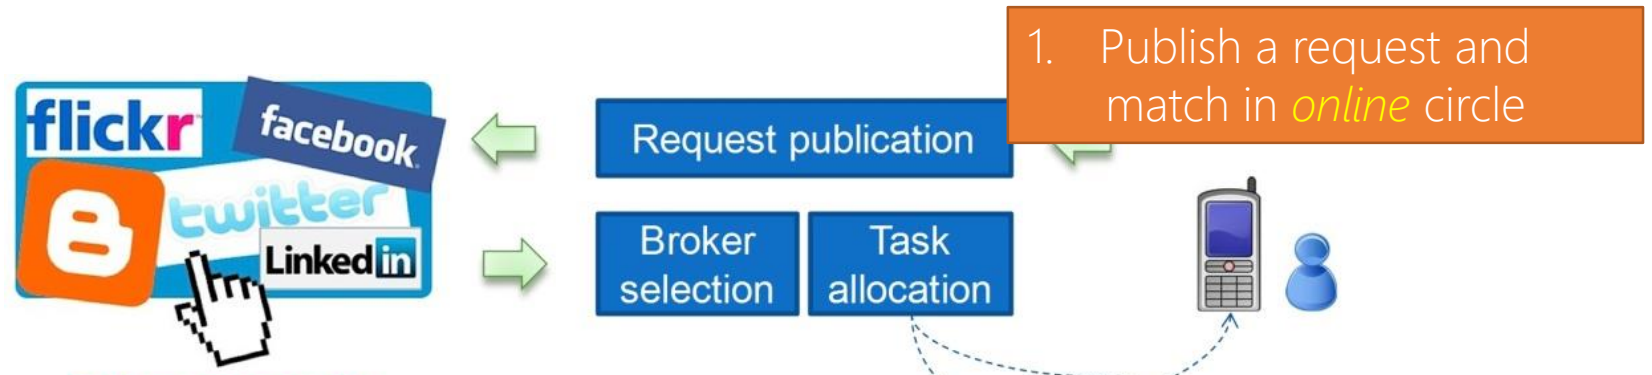 1. Publish a request and
match in online circle
flickr
facebook
twitter
Linked in
Request publication
Broker
selection
Task
allocation